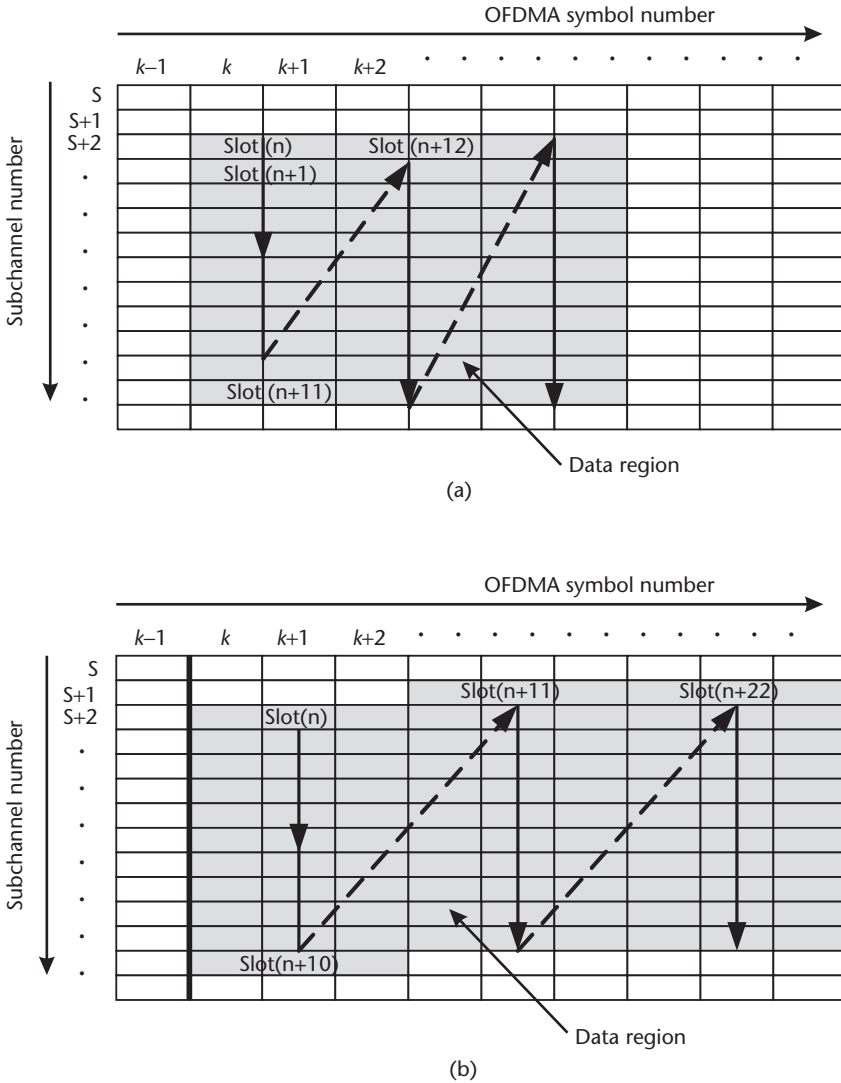 OFDMA symbol number
k–1 k k+1 k+2 . . . . . . . . . . .
Subchannel number
S
S+1
S+2
.
.
.
.
.
.
Slot (n) Slot (n+12)
Slot (n+1)
Slot (n+11)
Data region
(a)
OFDMA symbol number
k–1 k k+1 k+2 . . . . . . . . . . .
Subchannel number
S
S+1
S+2
.
.
.
.
.
.
.
Slot(n+11) Slot(n+22)
Slot(n)
Slot(n+10)
Data region
(b)